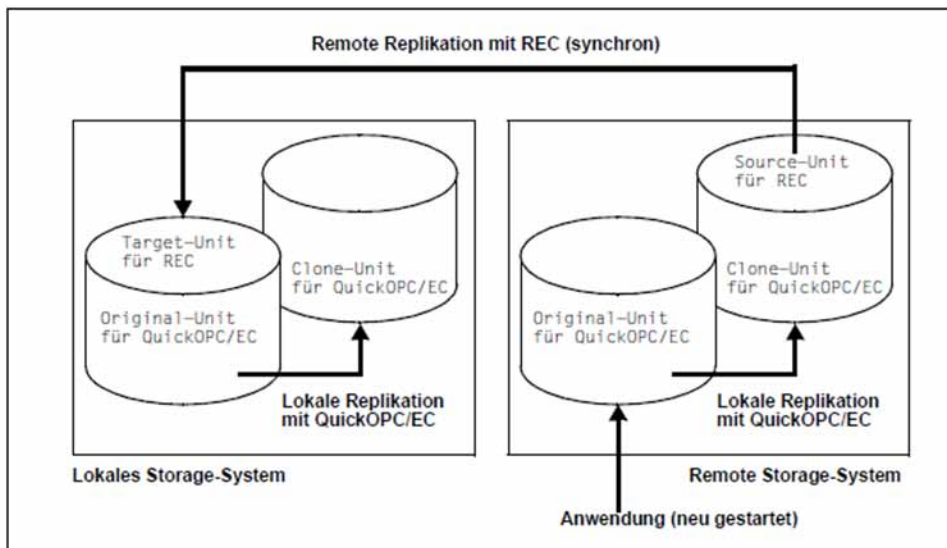 Remote Replikation mit REC (synchron)
Target-Unit
für REC
Original-Unit
für QuickOPC/EC
Clone-Unit
für QuickOPC/EC
Lokale Replikation
mit QuickOPC/EC
Lokales Storage-System
Source-Unit
für REC
Clone-Unit
für QuickOPC/EC
Original-Unit
für QuickOPC/EC
Lokale Replikation
mit QuickOPC/EC
Remote Storage-System
Anwendung (neu gestartet)